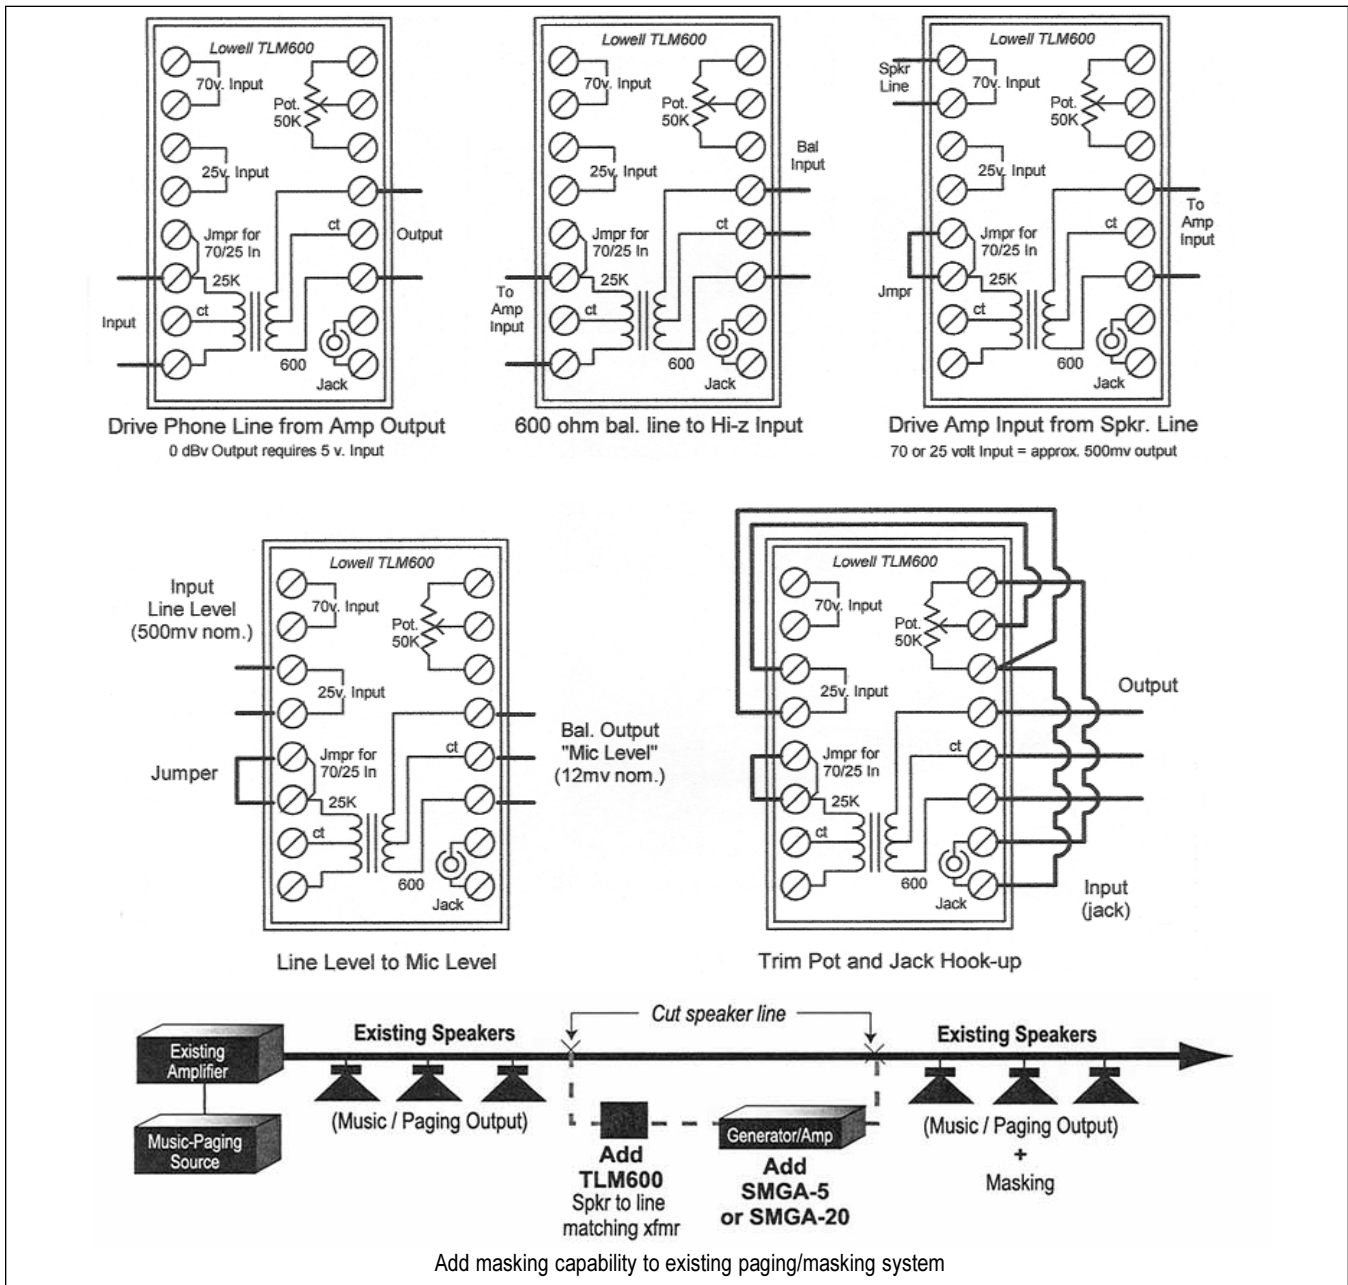 Lowell TLM600
70v. Input
Pot.
50K
25v. Input
Jmpr for
70/25 In
25K
ct
ct
600
Jack
Input
Output
Drive Phone Line from Amp Output
0 dBv Output requires 5 v. Input
Lowell TLM600
70v. Input
Pot.
50K
25v. Input
Jmpr for
70/25 In
25K
ct
ct
600
Jack
To
Amp
Input
Bal
Input
600 ohm bal. line to Hi-z Input
Lowell TLM600
Spkr
Line
70v. Input
Pot.
50K
25v. Input
Jmpr for
70/25 In
Jmpr
25K
ct
ct
600
Jack
To
Amp
Input
Drive Amp Input from Spkr. Line
70 or 25 volt Input = approx. 500mv output
Lowell TLM600
Input
Line Level
(500mv nom.)
70v. Input
Pot.
50K
25v. Input
Jumper
Jmpr for
70/25 In
25K
ct
ct
600
Jack
Bal. Output
"Mic Level"
(12mv nom.)
Line Level to Mic Level
Lowell TLM600
70v. Input
Pot.
50K
25v. Input
Jmpr for
70/25 In
25K
ct
ct
600
Jack
Output
Input
(jack)
Trim Pot and Jack Hook-up
Existing
Amplifier
Music-Paging
Source
Existing Speakers
(Music / Paging Output)
Cut speaker line
Add
TLM600
Spkr to line
matching xfmr
Generator/Amp
Add
SMGA-5
or SMGA-20
Existing Speakers
(Music / Paging Output)
+
Masking
Add masking capability to existing paging/masking system